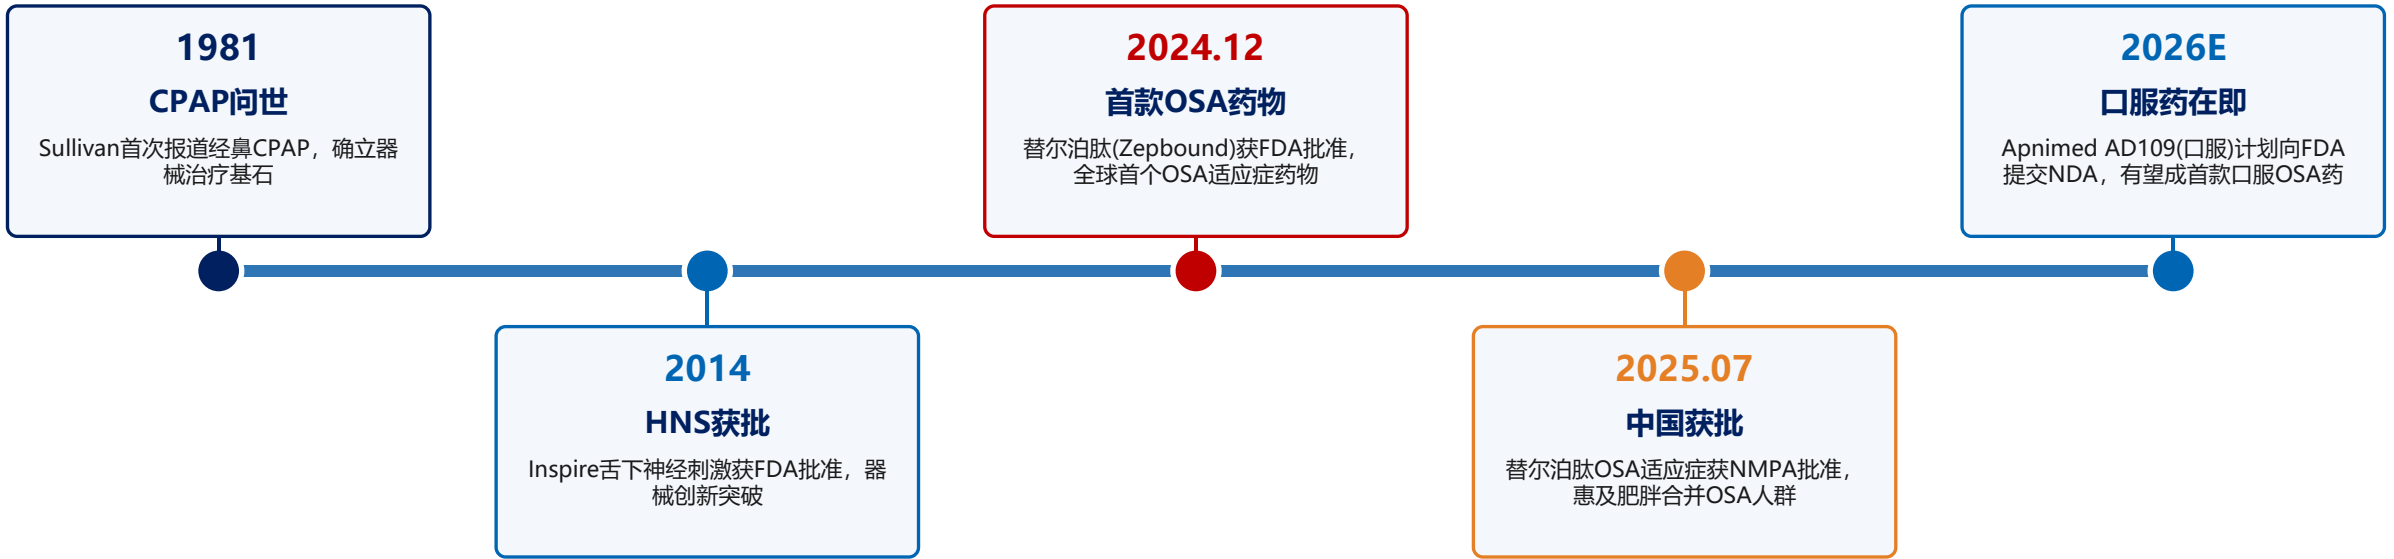 1981
CPAP问世
Sullivan首次报道经鼻CPAP，确立器
械治疗基石
2014
HNS获批
Inspire舌下神经刺激获FDA批准，器
械创新突破
2024.12
首款OSA药物
替尔泊肽(Zepbound)获FDA批准，
全球首个OSA适应症药物
2025.07
中国获批
替尔泊肽OSA适应症获NMPA批准，
惠及肥胖合并OSA人群
2026E
口服药在即
Apnimed AD109(口服)计划向FDA
提交NDA，有望成首款口服OSA药